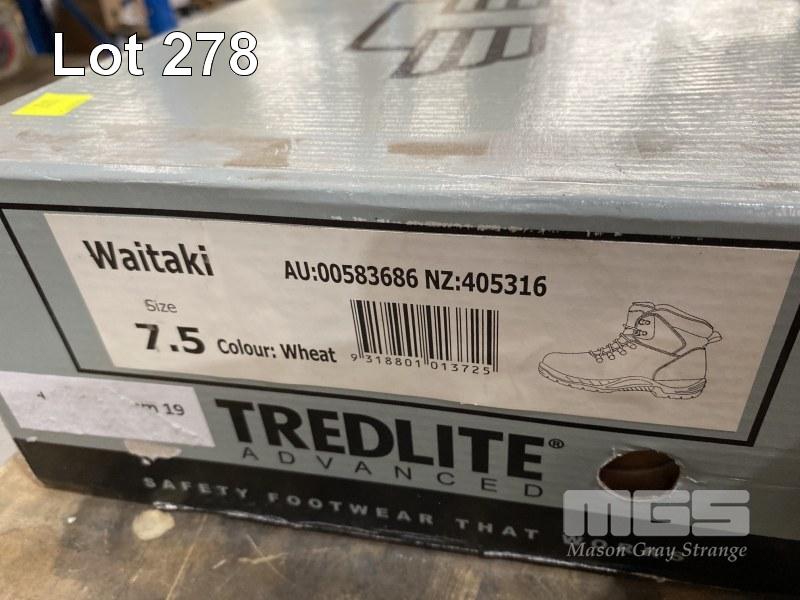 Lot 278
Waitaki
AU:00583686 NZ:405316
Size
7.5 Colour: Wheat
9 318801 013725
19
TREDLITE®
ADVANCED
SAFETY FOOTWEAR THAT
MGS
Mason Gray Strange